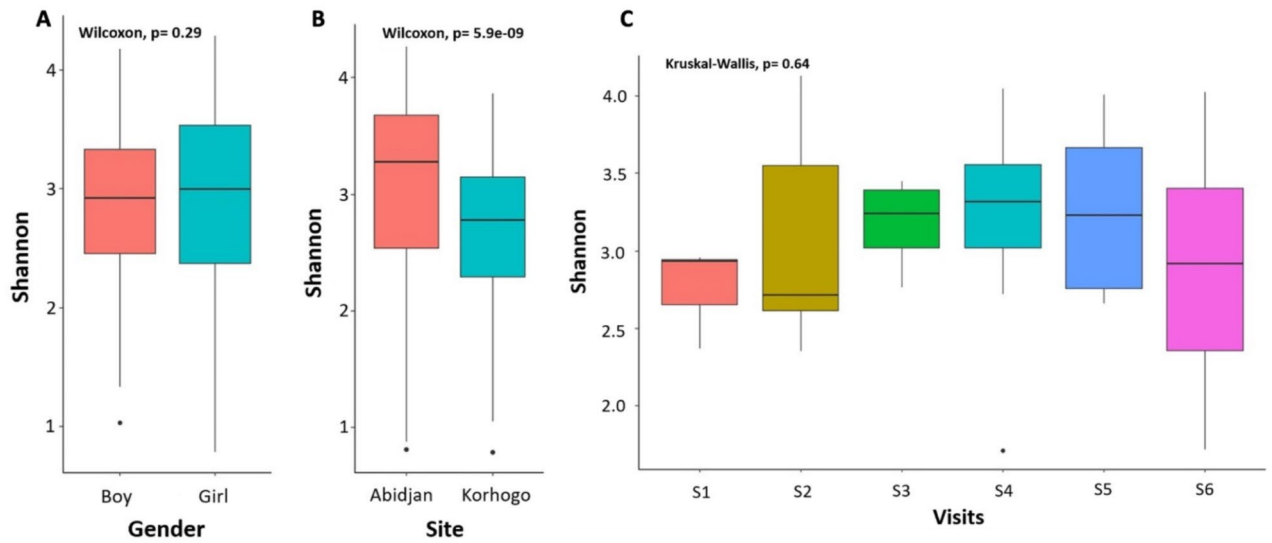 A
Wilcoxon, p= 0.29
Shannon
4
3
2
1
Boy Girl
Gender
B
Wilcoxon, p= 5.9e-09
Shannon
4
3
2
1
Abidjan Korhogo
Site
C
Kruskal-Wallis, p= 0.64
Shannon
4.0
3.5
3.0
2.5
2.0
S1 S2 S3 S4 S5 S6
Visits